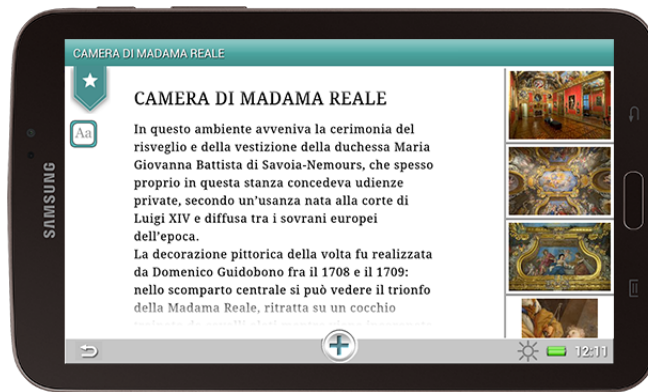 CAMERA DI MADAMA REALE
CAMERA DI MADAMA REALE
Aa
In questo ambiente avveniva la cerimonia del
risveglio e della vestizione della duchessa Maria
Giovanna Battista di Savoia-Nemours, che spesso
proprio in questa stanza concedeva udienze
private, secondo un'usanza nata alla corte di
Luigi XIV e diffusa tra i sovrani europei
dell'epoca.
La decorazione pittorica della volta fu realizzata
da Domenico Guidobono fra il 1708 e il 1709:
nello scomparto centrale si può vedere il trionfo
della Madama Reale, ritratta su un cocchio
SAMSUNG
12:11